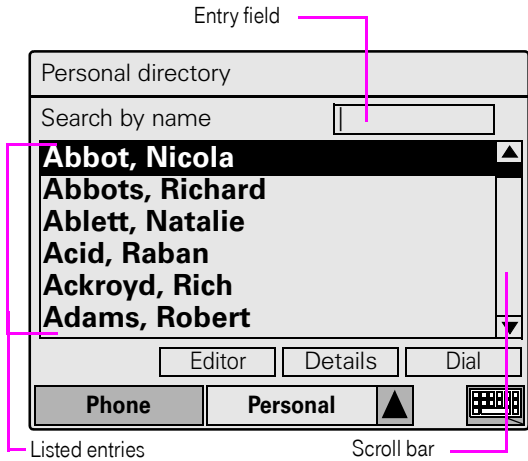 Entry field
Personal directory
Search by name
Abbot, Nicola
Abbots, Richard
Ablett, Natalie
Acid, Raban
Ackroyd, Rich
Adams, Robert
Editor Details Dial
Phone Personal
Listed entries Scroll bar